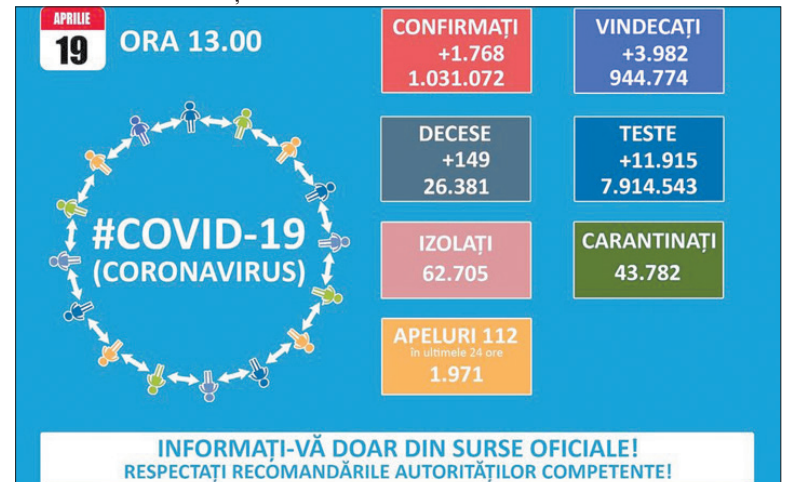 APRILIE
19
ORA 13.00
CONFIRMAȚI
+1.768
1.031.072
VINDECAȚI
+3.982
944.774
DECESE
+149
26.381
TESTE
+11.915
7.914.543
#COVID-19
(CORONAVIRUS)
IZOLAȚI
62.705
CARANTINAȚI
43.782
APELURI 112
în ultimele 24 ore
1.971
INFORMAȚI-VĂ DOAR DIN SURSE OFICIALE!
RESPECTAȚI RECOMANDĂRILE AUTORITĂȚILOR COMPETENTE!